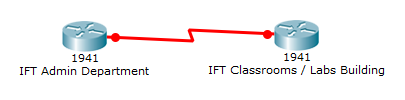 1941
IFT Admin Department
1941
IFT Classrooms / Labs Building